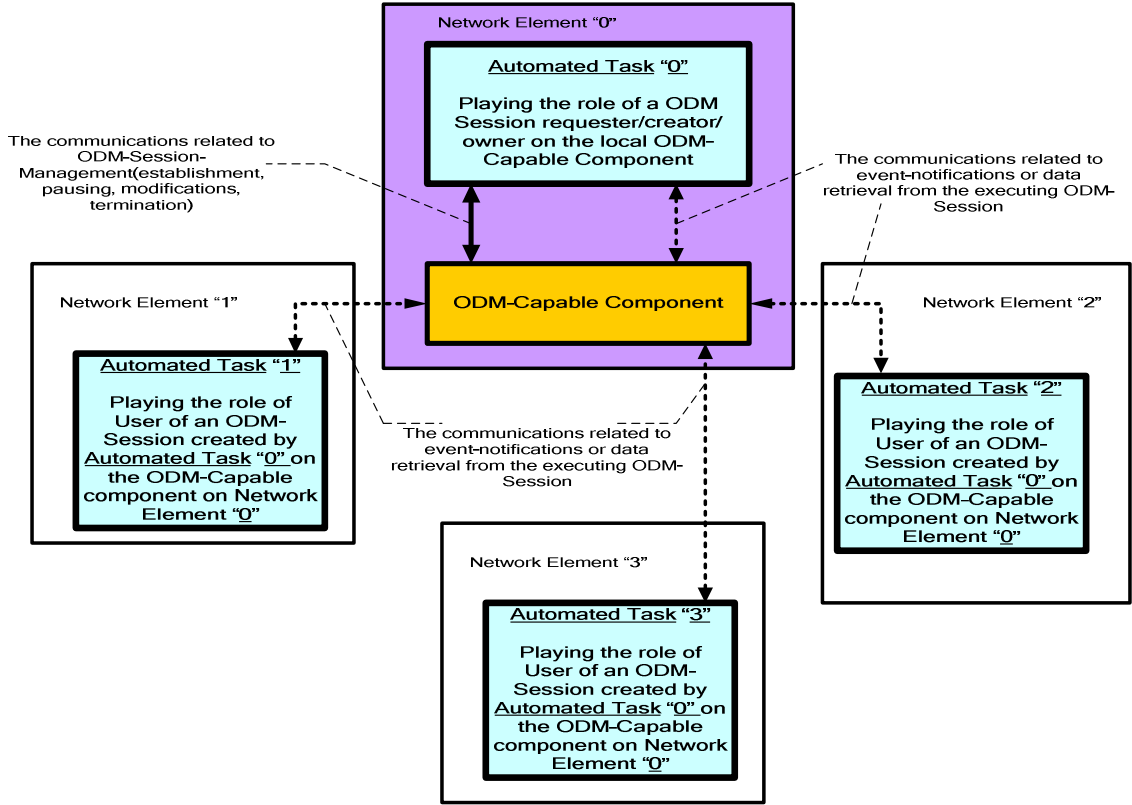 Network Element “0”
Automated Task “0”
Playing the role of a ODM
Session requester/creator/
owner on the local ODM-
Capable Component
The communications related to
ODM-Session-
Management(establishment,
pausing, modifications,
termination)
The communications related to
event-notifications or data
retrieval from the executing ODM-
Session
ODM-Capable Component
Network Element “1”
Automated Task “1”
Playing the role of
User of an ODM-
Session created by
Automated Task “0” on
the ODM-Capable
component on Network
Element “0”
The communications related to
event-notifications or data
retrieval from the executing ODM-
Session
Network Element “2”
Automated Task “2”
Playing the role of
User of an ODM-
Session created by
Automated Task “0” on
the ODM-Capable
component on Network
Element “0”
Network Element “3”
Automated Task “3”
Playing the role of
User of an ODM-
Session created by
Automated Task “0” on
the ODM-Capable
component on Network
Element “0”